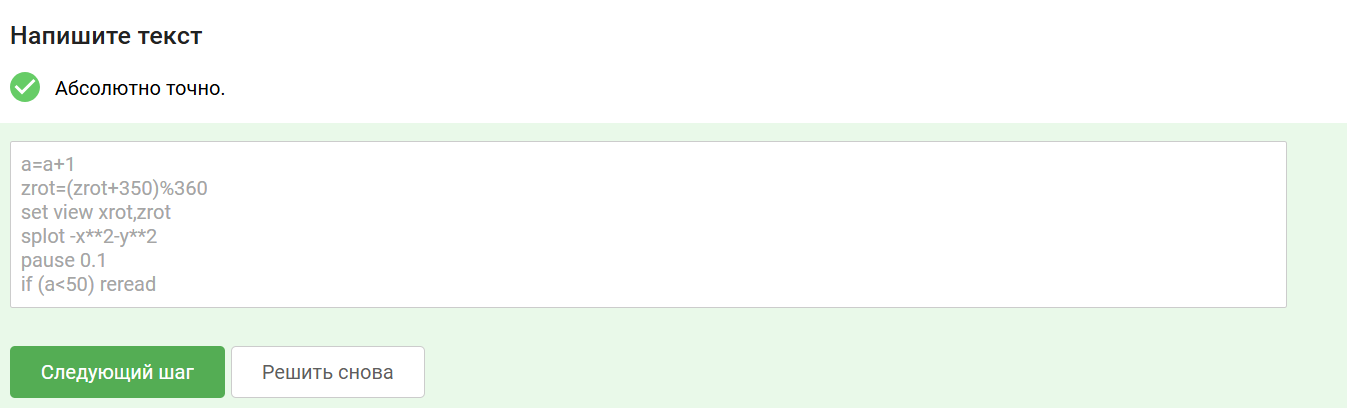 Напишите текст
Абсолютно точно.
a=a+1
zrot=(zrot+350)%360
set view xrot,zrot
splot -x**2-y**2
pause 0.1
if (a<50) reread
Следующий шаг Решить снова